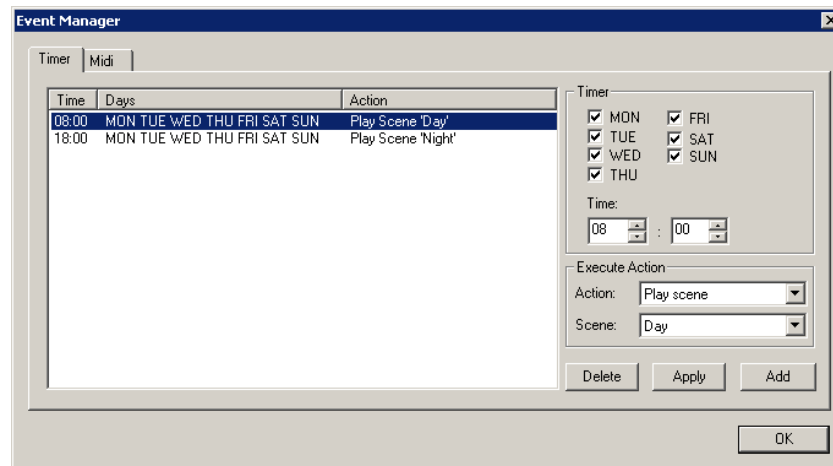 Event Manager
Timer Midi
Time Days Action
08:00 MON TUE WED THU FRI SAT SUN Play Scene 'Day'
18:00 MON TUE WED THU FRI SAT SUN Play Scene 'Night'
Timer
MON FRI
TUE SAT
WED SUN
THU
Time:
08 : 00
Execute Action
Action: Play scene
Scene: Day
Delete Apply Add
OK